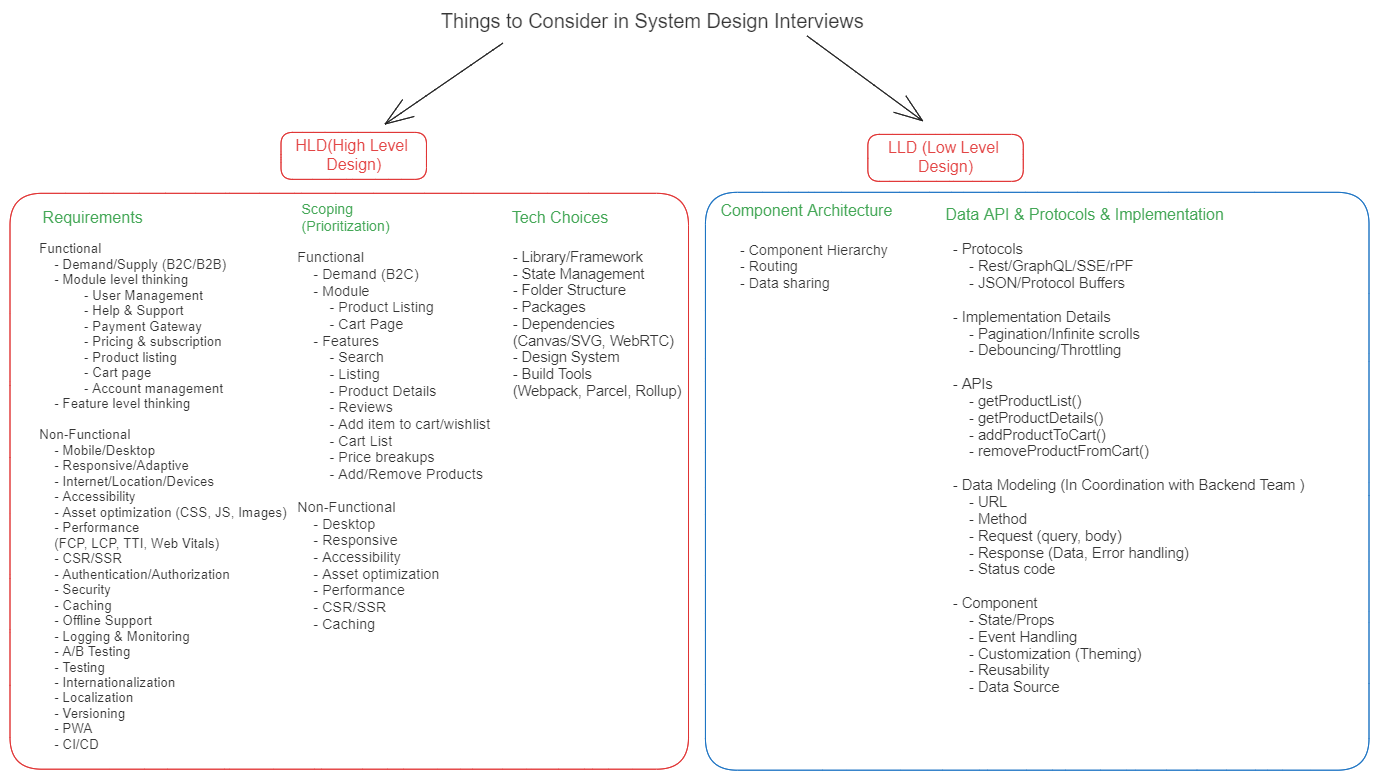 Things to Consider in System Design Interviews
HLD(High Level
Design)
LLD (Low Level
Design)
Requirements
Functional
- Demand/Supply (B2C/B2B)
- Module level thinking
- User Management
- Help & Support
- Payment Gateway
- Pricing & subscription
- Product listing
- Cart page
- Account management
- Feature level thinking
Non-Functional
- Mobile/Desktop
- Responsive/Adaptive
- Internet/Location/Devices
- Accessibility
- Asset optimization (CSS, JS, Images)
- Performance
(FCP, LCP, TTI, Web Vitals)
- CSR/SSR
- Authentication/Authorization
- Security
- Caching
- Offline Support
- Logging & Monitoring
- A/B Testing
- Testing
- Internationalization
- Localization
- Versioning
- PWA
- CI/CD
Scoping
(Prioritization)
Functional
- Demand (B2C)
- Module
- Product Listing
- Cart Page
- Features
- Search
- Listing
- Product Details
- Reviews
- Add item to cart/wishlist
- Cart List
- Price breakups
- Add/Remove Products
Non-Functional
- Desktop
- Responsive
- Accessibility
- Asset optimization
- Performance
- CSR/SSR
- Caching
Tech Choices
- Library/Framework
- State Management
- Folder Structure
- Packages
- Dependencies
(Canvas/SVG, WebRTC)
- Design System
- Build Tools
(Webpack, Parcel, Rollup)
Component Architecture
- Component Hierarchy
- Routing
- Data sharing
Data API & Protocols & Implementation
- Protocols
- Rest/GraphQL/SSE/rPF
- JSON/Protocol Buffers
- Implementation Details
- Pagination/Infinite scrolls
- Debouncing/Throttling
- APIs
- getProductList()
- getProductDetails()
- addProductToCart()
- removeProductFromCart()
- Data Modeling (In Coordination with Backend Team )
- URL
- Method
- Request (query, body)
- Response (Data, Error handling)
- Status code
- Component
- State/Props
- Event Handling
- Customization (Theming)
- Reusability
- Data Source